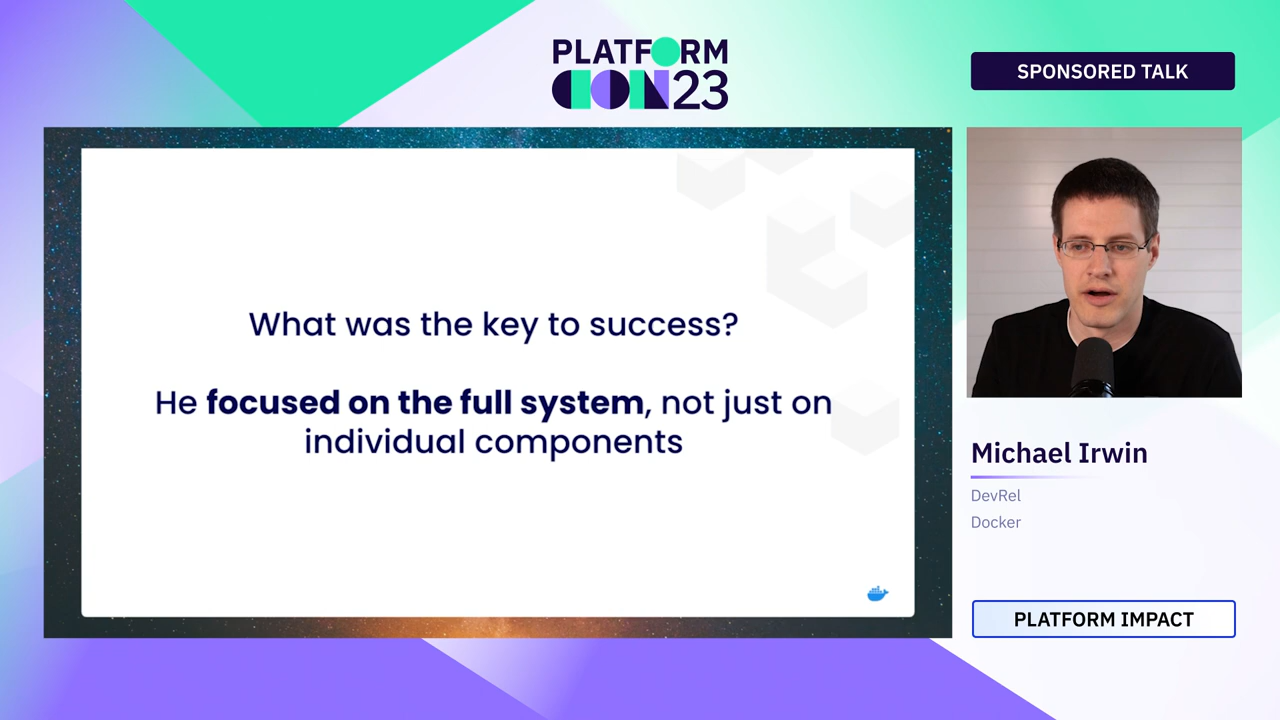 PLATFORM
CON23
SPONSORED TALK
What was the key to success?
He focused on the full system, not just on
individual components
Michael Irwin
DevRel
Docker
PLATFORM IMPACT